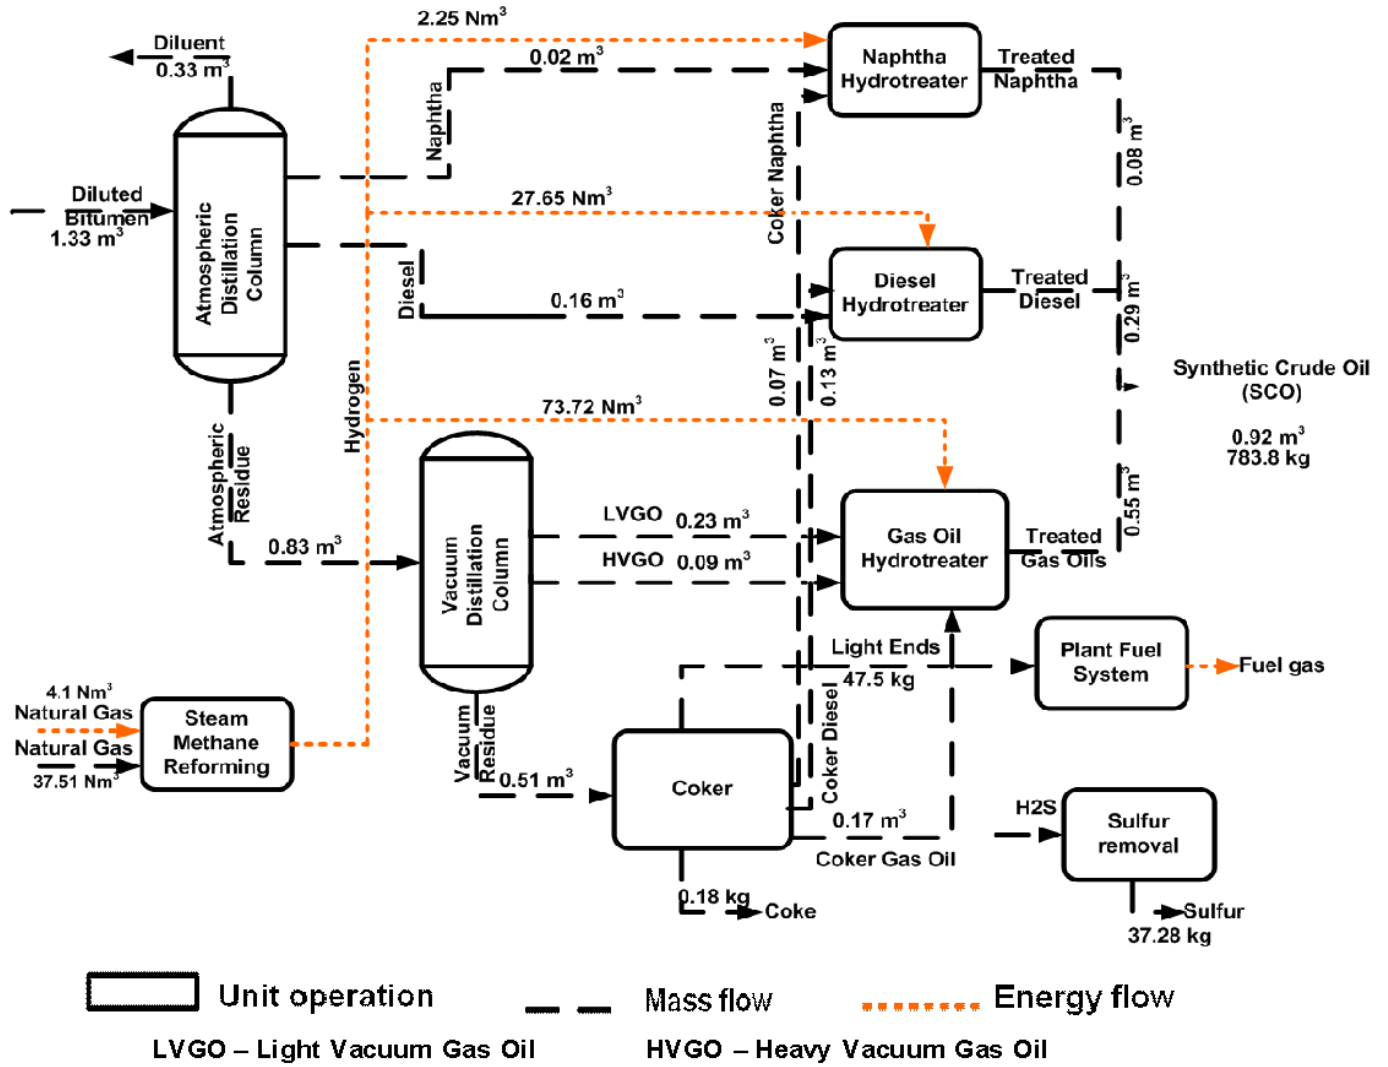 Diluent
0.33 m³
Diluted
Bitumen
1.33 m³
Atmospheric
Distillation
Column
Naphtha
Diesel
Atmospheric
Residue
0.83 m³
Hydrogen
2.25 Nm³
0.02 m³
27.65 Nm³
0.16 m³
73.72 Nm³
Coker Naphtha
0.07 m³
0.13 m³
Naphtha
Hydrotreater
Treated
Naphtha
0.08 m³
Diesel
Hydrotreater
Treated
Diesel
0.29 m³
Synthetic Crude Oil
(SCO)
0.92 m³
783.8 kg
0.55 m³
Vacuum
Distillation
Column
LVGO 0.23 m³
HVGO 0.09 m³
Gas Oil
Hydrotreater
Treated
Gas Oils
Light Ends
47.5 kg
Plant Fuel
System
Fuel gas
4.1 Nm³
Natural Gas
Natural Gas
37.51 Nm³
Steam
Methane
Reforming
Vacuum
Residue
0.51 m³
Coker
Coker Diesel
0.17 m³
Coker Gas Oil
0.18 kg
Coke
H2S
Sulfur
removal
Sulfur
37.28 kg
Unit operation
Mass flow
Energy flow
LVGO – Light Vacuum Gas Oil
HVGO – Heavy Vacuum Gas Oil